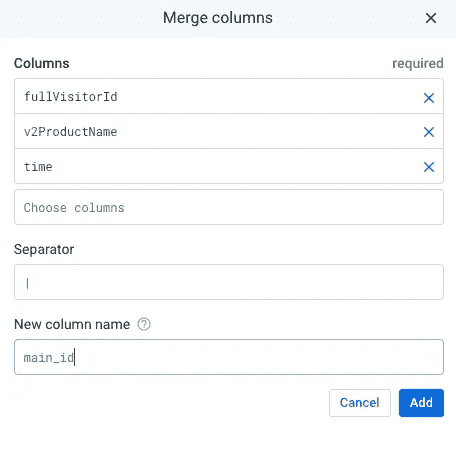 Merge columns
Columns required
fullVisitorId
v2ProductName
time
Choose columns
Separator
|
New column name
main_id
Cancel Add